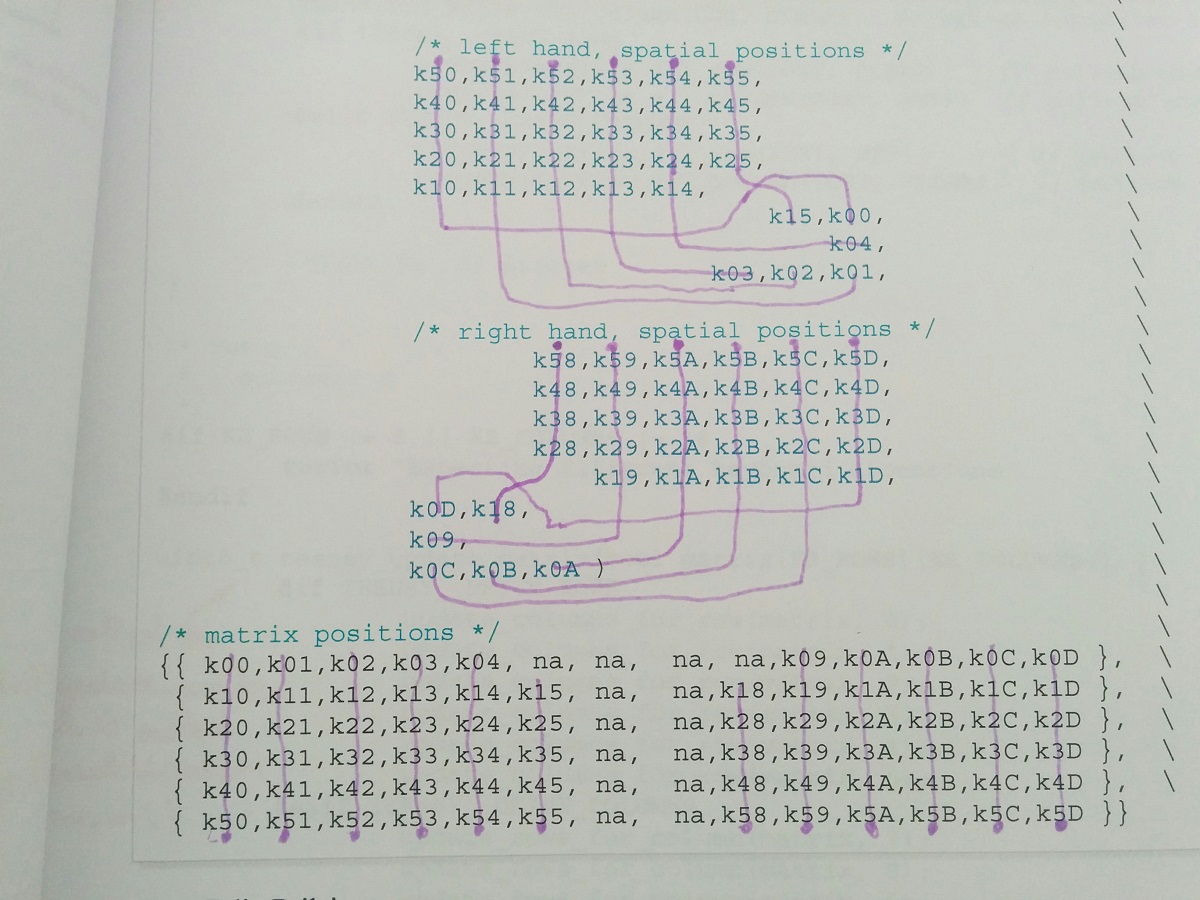 /* left hand, spatial positions */
k50,k51,k52,k53,k54,k55,
k40,k41,k42,k43,k44,k45,
k30,k31,k32,k33,k34,k35,
k20,k21,k22,k23,k24,k25,
k10,k11,k12,k13,k14,
k15,k00,
k04,
k03,k02,k01,
/* right hand, spatial positions */
k58,k59,k5A,k5B,k5C,k5D,
k48,k49,k4A,k4B,k4C,k4D,
k38,k39,k3A,k3B,k3C,k3D,
k28,k29,k2A,k2B,k2C,k2D,
k19,k1A,k1B,k1C,k1D,
k0D,k18,
k09,
k0C,k0B,k0A )
/* matrix positions */
{{ k00,k01,k02,k03,k04, na, na, na, na,k09,k0A,k0B,k0C,k0D }, \
{ k10,k11,k12,k13,k14,k15, na, na,k18,k19,k1A,k1B,k1C,k1D }, \
{ k20,k21,k22,k23,k24,k25, na, na,k28,k29,k2A,k2B,k2C,k2D }, \
{ k30,k31,k32,k33,k34,k35, na, na,k38,k39,k3A,k3B,k3C,k3D }, \
{ k40,k41,k42,k43,k44,k45, na, na,k48,k49,k4A,k4B,k4C,k4D }, \
{ k50,k51,k52,k53,k54,k55, na, na,k58,k59,k5A,k5B,k5C,k5D }}